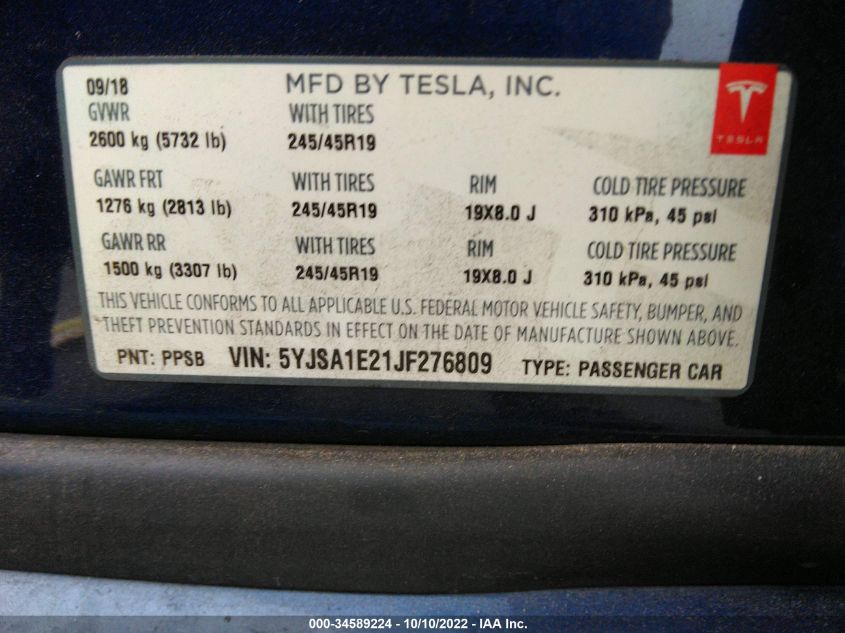 09/18 MFD BY TESLA, INC.
GVWR WITH TIRES
2600 kg (5732 lb) 245/45R19
TESLA
GAWR FRT WITH TIRES RIM COLD TIRE PRESSURE
1276 kg (2813 lb) 245/45R19 19X8.0 J 310 kPa, 45 psi
GAWR RR WITH TIRES RIM COLD TIRE PRESSURE
1500 kg (3307 lb) 245/45R19 19X8.0 J 310 kPa, 45 psi
THIS VEHICLE CONFORMS TO ALL APPLICABLE U.S. FEDERAL MOTOR VEHICLE SAFETY, BUMPER, AND
THEFT PREVENTION STANDARDS IN EFFECT ON THE DATE OF MANUFACTURE SHOWN ABOVE.
PNT: PPSB VIN: 5YJSA1E21JF276809 TYPE: PASSENGER CAR
000-34589224 - 10/10/2022 - IAA Inc.